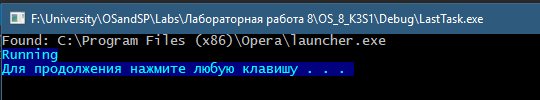 F:\University\OSandSP\Labs\Лабораторная работа 8\OS_8_K3S1\Debug\LastTask.exe
Found: C:\Program Files (x86)\Opera\launcher.exe
Running
Для продолжения нажмите любую клавишу . . .